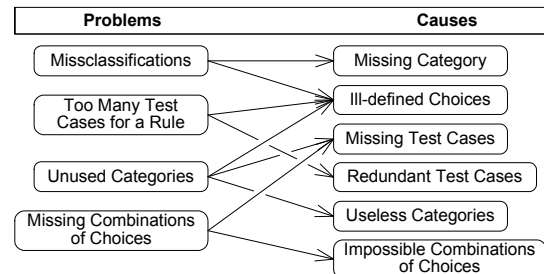 Problems
Causes
Missclassifications
Missing Category
Too Many Test
Cases for a Rule
Ill-defined Choices
Missing Test Cases
Unused Categories
Redundant Test Cases
Useless Categories
Missing Combinations
of Choices
Impossible Combinations
of Choices